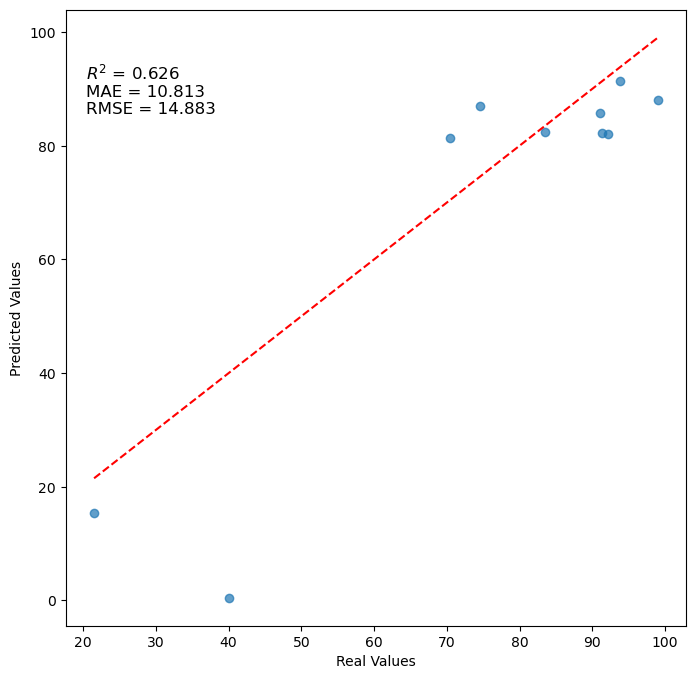 100
80
60
40
20
0
Predicted Values
R² = 0.626
MAE = 10.813
RMSE = 14.883
20 30 40 50 60 70 80 90 100
Real Values